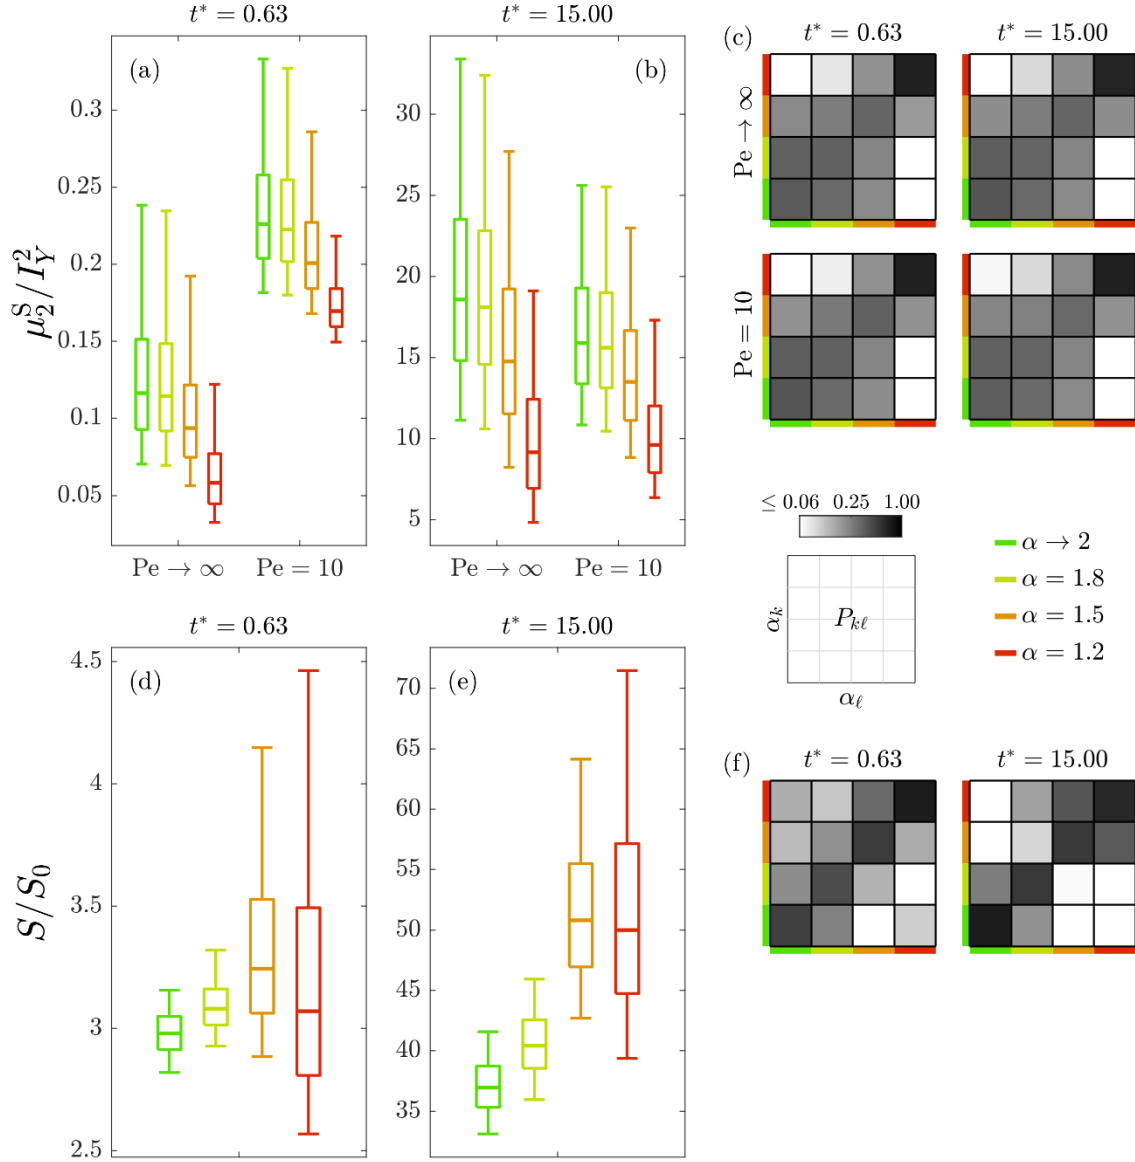 t* = 0.63
t* = 15.00
(a)
(b)
0.3
0.25
0.2
0.15
0.1
0.05
30
25
20
15
10
5
μ₂ˢ/I_Y²
Pe → ∞
Pe = 10
Pe → ∞
Pe = 10
(c)
t* = 0.63
t* = 15.00
Pe → ∞
Pe = 10
≤ 0.06 0.25 1.00
α_k
P_kℓ
α_ℓ
α → 2
α = 1.8
α = 1.5
α = 1.2
t* = 0.63
t* = 15.00
(d)
(e)
4.5
4
3.5
3
2.5
70
65
60
55
50
45
40
35
S/S₀
(f)
t* = 0.63
t* = 15.00